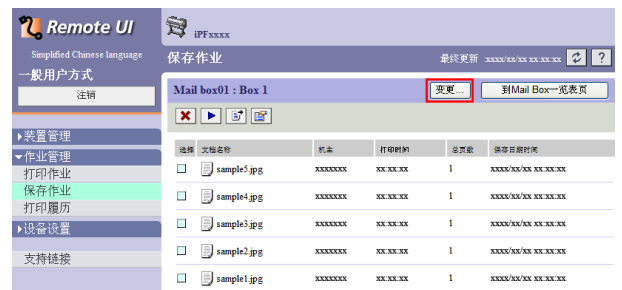 Remote UI
iPFxxxx
Simplified Chinese language
保存作业
最终更新 xxxx/xx/xx xx:xx:xx
?
一般用户方式
注销
Mail box01 : Box 1
变更...
到Mail Box一览表页
装置管理
作业管理
打印作业
保存作业
打印履历
设备设置
支持链接
选择 文档名称 机主 打印时间 总页数 保存日期时间
sample5.jpg xxxxxxx xx:xx:xx 1 xxxx/xx/xx xx:xx:xx
sample4.jpg xxxxxxx xx:xx:xx 1 xxxx/xx/xx xx:xx:xx
sample3.jpg xxxxxxx xx:xx:xx 1 xxxx/xx/xx xx:xx:xx
sample2.jpg xxxxxxx xx:xx:xx 1 xxxx/xx/xx xx:xx:xx
sample1.jpg xxxxxxx xx:xx:xx 1 xxxx/xx/xx xx:xx:xx